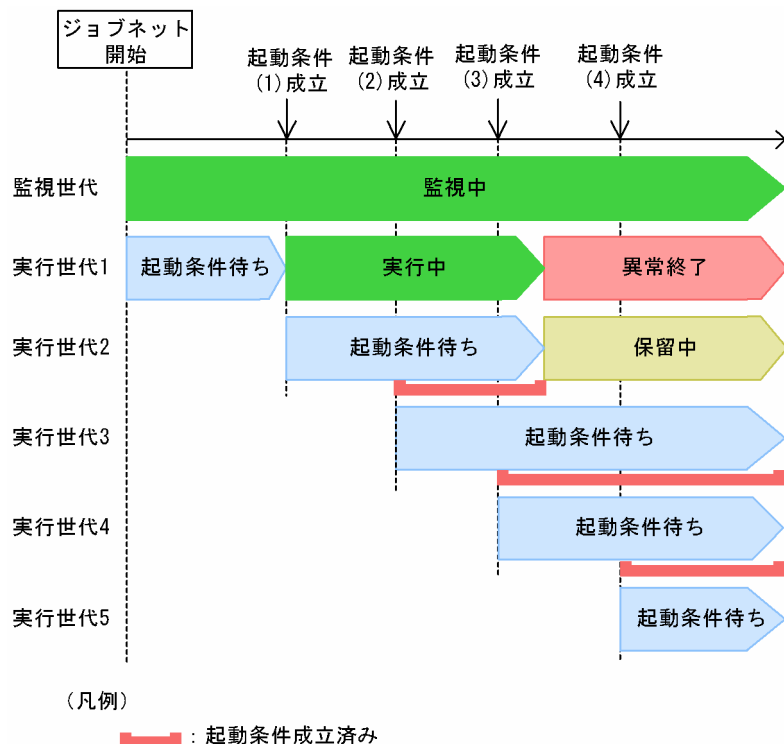 ジョブネット
開始
起動条件
(1)成立
起動条件
(2)成立
起動条件
(3)成立
起動条件
(4)成立
監視世代
監視中
実行世代1
起動条件待ち
実行中
異常終了
実行世代2
起動条件待ち
保留中
実行世代3
起動条件待ち
実行世代4
起動条件待ち
実行世代5
起動条件待ち
(凡例)
：起動条件成立済み